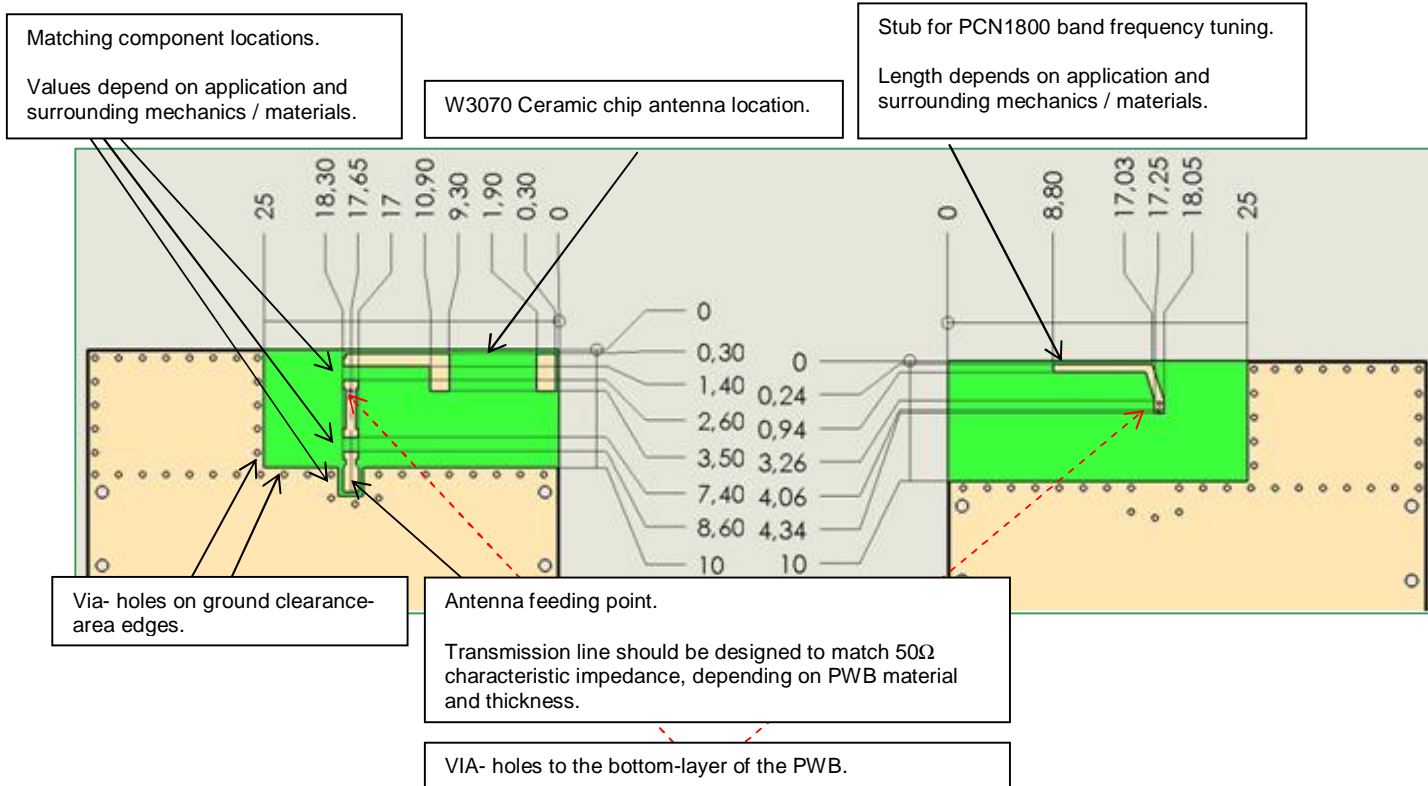 Matching component locations.
Values depend on application and
surrounding mechanics / materials.
W3070 Ceramic chip antenna location.
Stub for PCN1800 band frequency tuning.
Length depends on application and
surrounding mechanics / materials.
25
18,30
17,65
17
10,90
9,30
1,90
0,30
0
0
0,30
1,40
2,60
3,50
7,40
8,60
10
0
8,80
17,03
17,25
18,05
25
0
0,24
0,94
3,26
4,06
4,34
10
Via- holes on ground clearance-
area edges.
Antenna feeding point.
Transmission line should be designed to match 50Ω
characteristic impedance, depending on PWB material
and thickness.
VIA- holes to the bottom-layer of the PWB.